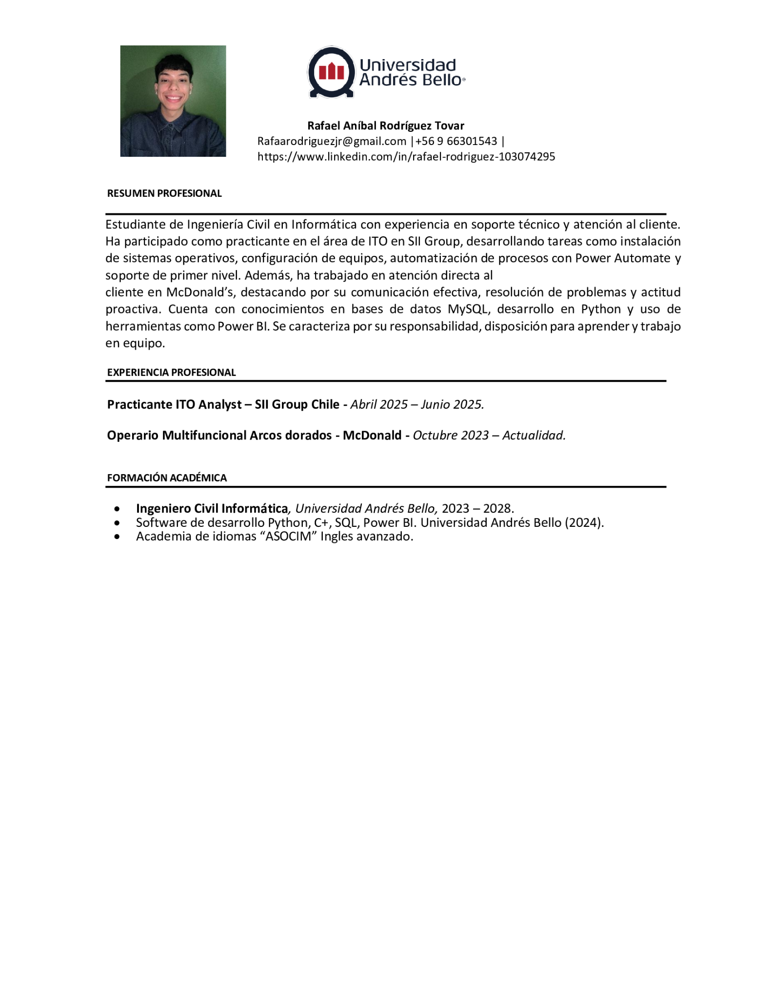 Universidad
Andrés Bello
Rafael Aníbal Rodríguez Tovar
Rafaarodriguezjr@gmail.com |+56 9 66301543 |
https://www.linkedin.com/in/rafael-rodriguez-103074295
RESUMEN PROFESIONAL
Estudiante de Ingeniería Civil en Informática con experiencia en soporte técnico y atención al cliente.
Ha participado como practicante en el área de ITO en SII Group, desarrollando tareas como instalación
de sistemas operativos, configuración de equipos, automatización de procesos con Power Automate y
soporte de primer nivel. Además, ha trabajado en atención directa al
cliente en McDonald’s, destacando por su comunicación efectiva, resolución de problemas y actitud
proactiva. Cuenta con conocimientos en bases de datos MySQL, desarrollo en Python y uso de
herramientas como Power BI. Se caracteriza por su responsabilidad, disposición para aprender y trabajo
en equipo.
EXPERIENCIA PROFESIONAL
Practicante ITO Analyst – SII Group Chile - Abril 2025 – Junio 2025.
Operario Multifuncional Arcos dorados - McDonald - Octubre 2023 – Actualidad.
FORMACIÓN ACADÉMICA
• Ingeniero Civil Informática, Universidad Andrés Bello, 2023 – 2028.
• Software de desarrollo Python, C+, SQL, Power BI. Universidad Andrés Bello (2024).
• Academia de idiomas “ASOCIM” Ingles avanzado.